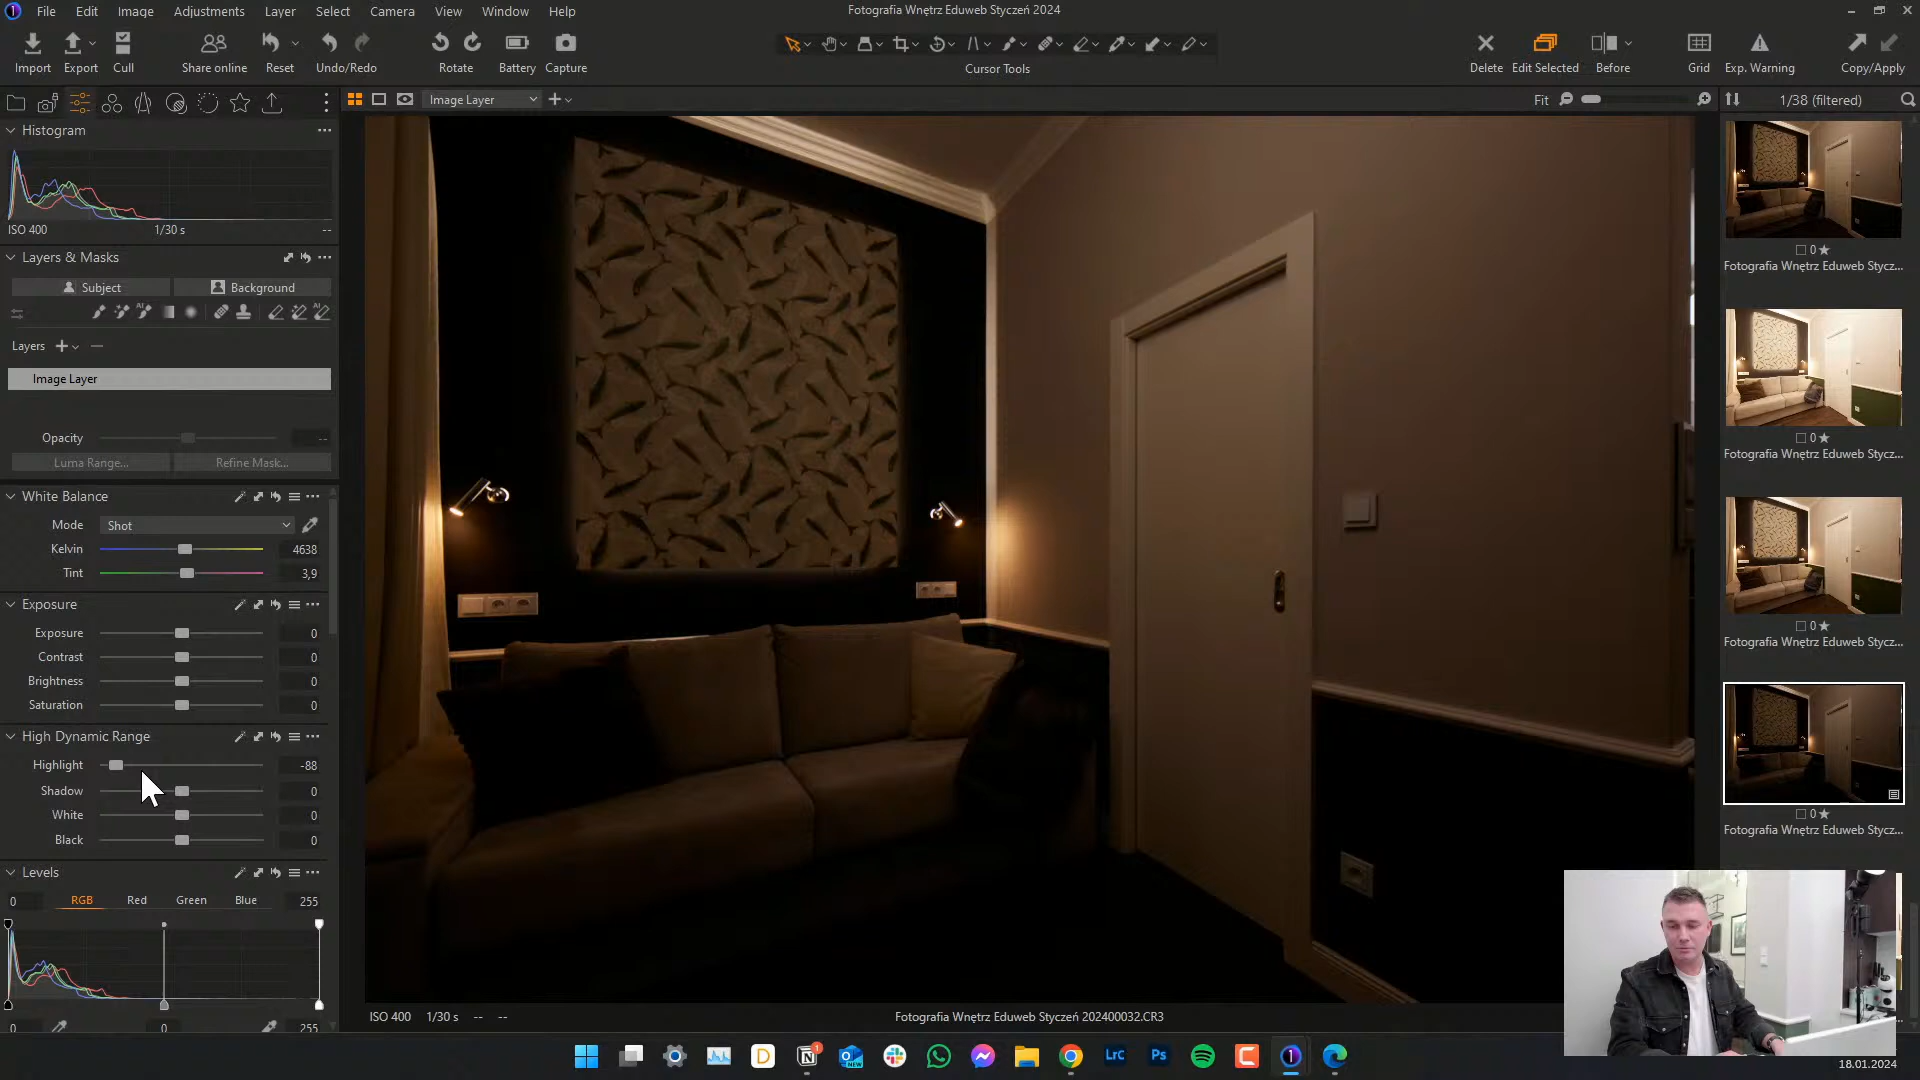 File Edit Image Adjustments Layer Select Camera View Window Help
Fotografia Wnętrz Eduweb Styczeń 2024
Import Export Cull Share online Reset Undo/Redo Rotate Battery Capture
Cursor Tools
Delete Edit Selected Before Grid Exp. Warning Copy/Apply
Image Layer
Fit
1/38 (filtered)
Histogram
ISO 400 1/30 s --
Layers & Masks
Subject Background
Layers
Image Layer
Opacity --
Luma Range... Refine Mask...
White Balance
Mode Shot
Kelvin 4638
Tint 3,9
Exposure
Exposure 0
Contrast 0
Brightness 0
Saturation 0
High Dynamic Range
Highlight -88
Shadow 0
White 0
Black 0
Levels
0 RGB Red Green Blue 255
0 0 255
0
Fotografia Wnętrz Eduweb Stycz...
0
Fotografia Wnętrz Eduweb Stycz...
0
Fotografia Wnętrz Eduweb Stycz...
0
Fotografia Wnętrz Eduweb Stycz...
ISO 400 1/30 s -- --
Fotografia Wnętrz Eduweb Styczeń 202400032.CR3
D N 1 NEW LrC Ps C 1
18.01.2024